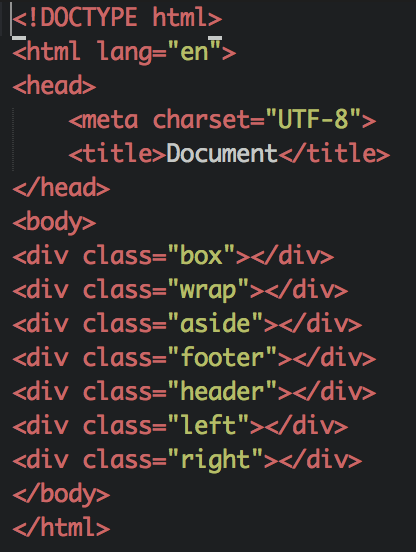 <!DOCTYPE html>
<html lang="en">
<head>
    <meta charset="UTF-8">
    <title>Document</title>
</head>
<body>
<div class="box"></div>
<div class="wrap"></div>
<div class="aside"></div>
<div class="footer"></div>
<div class="header"></div>
<div class="left"></div>
<div class="right"></div>
</body>
</html>